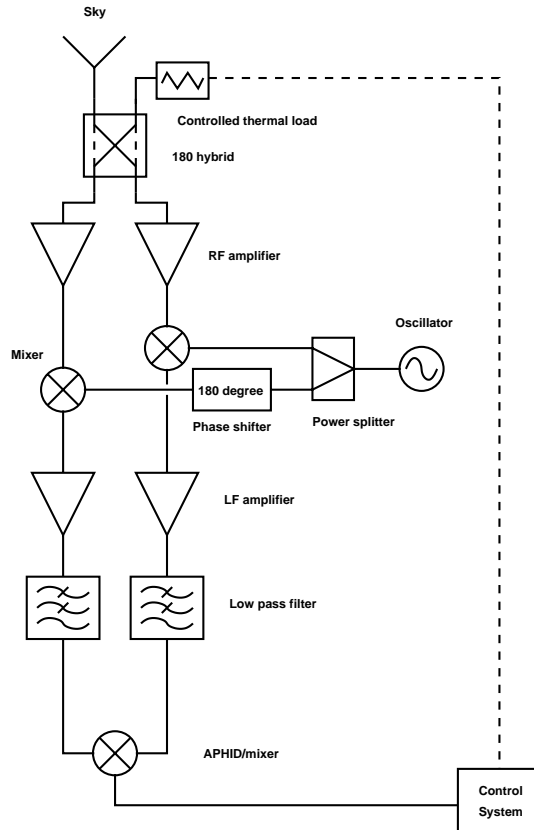 Sky
Controlled thermal load
180 hybrid
RF amplifier
Oscillator
Mixer
180 degree
Phase shifter
Power splitter
LF amplifier
Low pass filter
APHID/mixer
Control
System